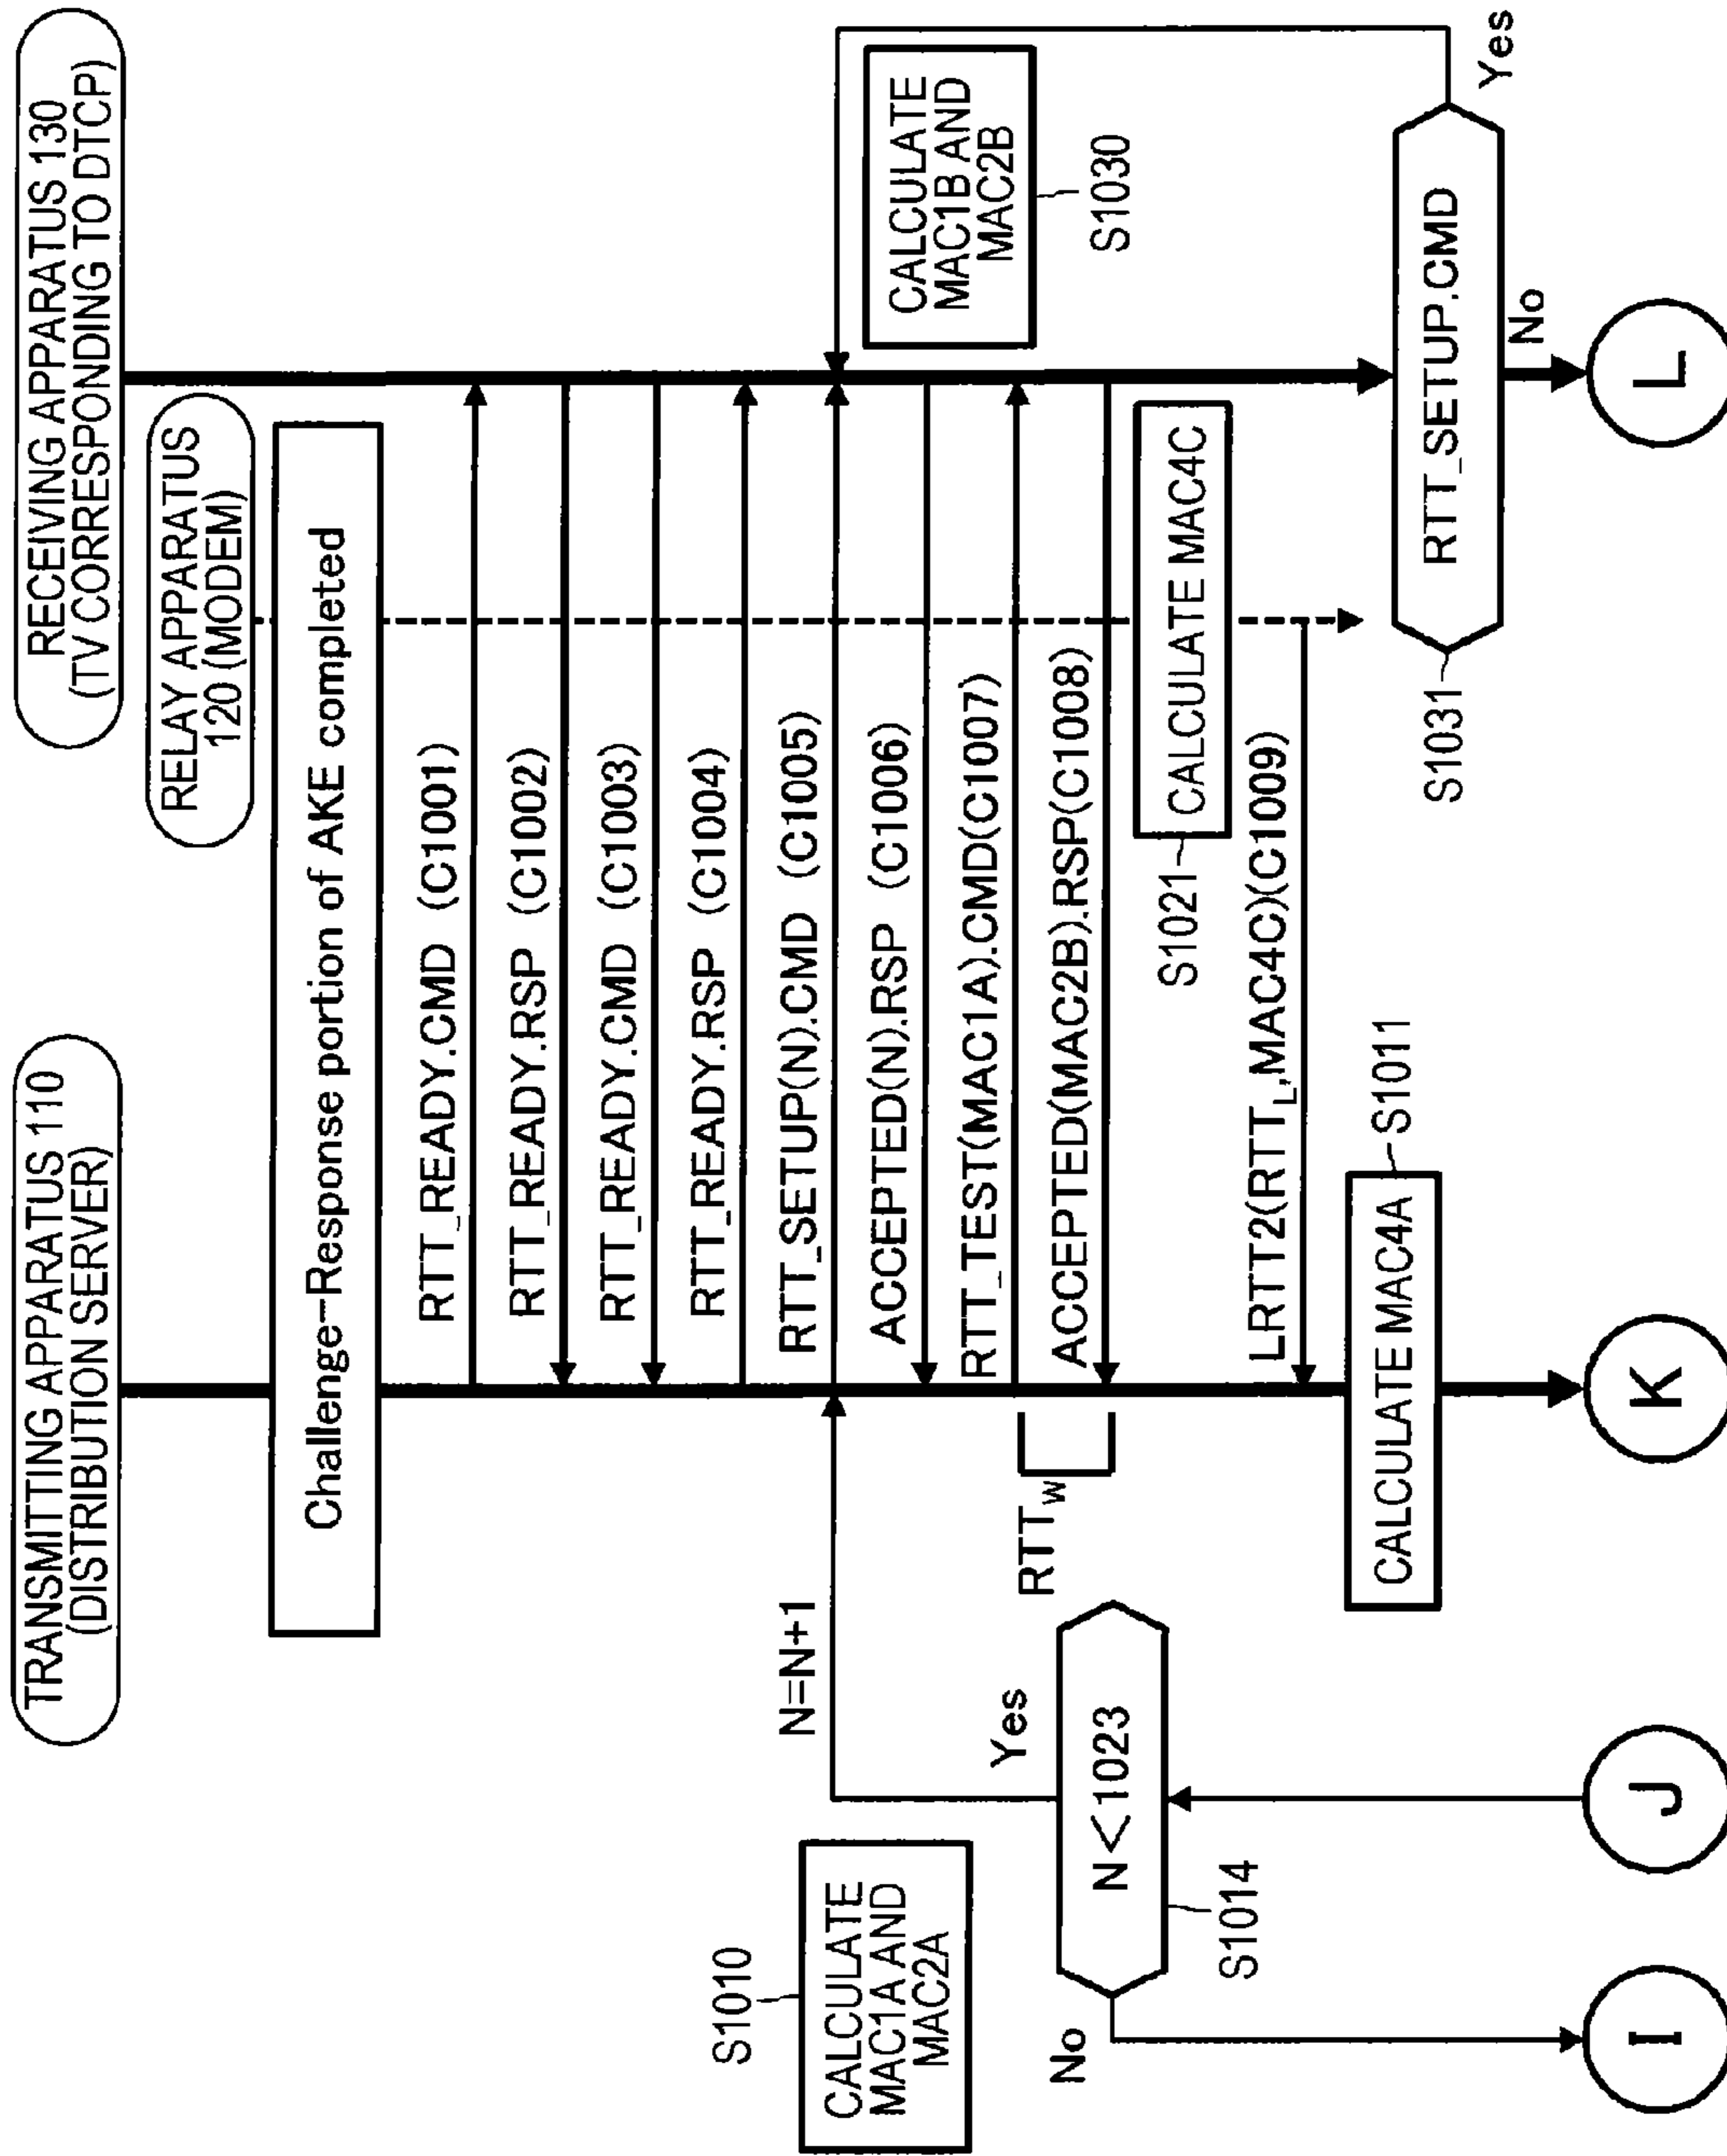 TRANSMITTING APPARATUS 110
(DISTRIBUTION SERVER)
RECEIVING APPARATUS 130
(TV CORRESPONDING TO DTCP)
RELAY APPARATUS
120 (MODEM)
Challenge-Response portion of AKE completed
RTT_READY.CMD (C1001)
RTT_READY.RSP (C1002)
RTT_READY.CMD (C1003)
RTT_READY.RSP (C1004)
S1010
CALCULATE
MAC1A AND
MAC2A
N=N+1
RTT_SETUP(N).CMD (C1005)
CALCULATE
MAC1B AND
MAC2B
S1030
ACCEPTED(N).RSP (C1006)
RTT_TEST(MAC1A).CMD(C1007)
RTTW
ACCEPTED(MAC2B).RSP(C1008)
No
Yes
N<1023
S1014
S1021
CALCULATE MAC4C
LRTT2(RTTL,MAC4C)(C1009)
CALCULATE MAC4A
S1011
S1031
RTT_SETUP.CMD
Yes
No
I
J
K
L